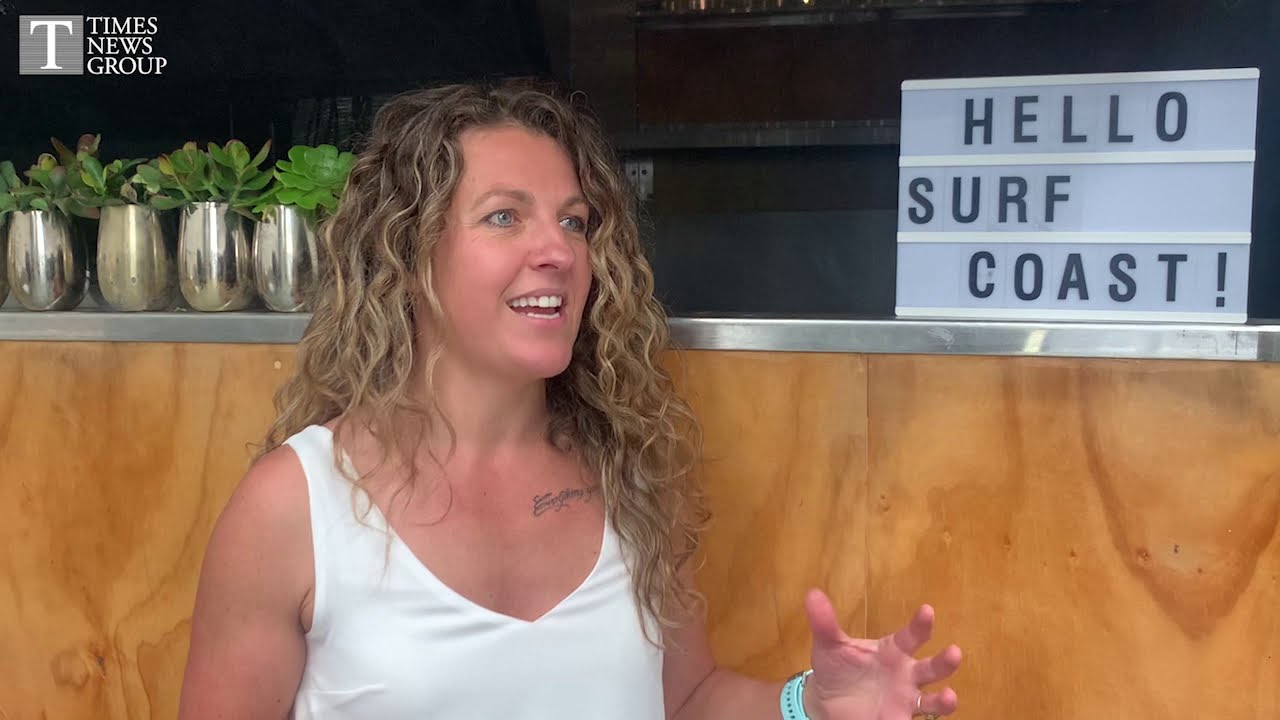 T
TIMES
NEWS
GROUP
HELLO
SURF
COAST!